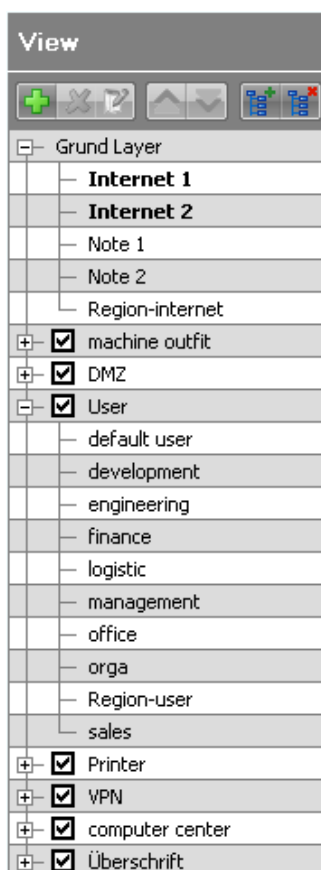 View
Grund Layer
Internet 1
Internet 2
Note 1
Note 2
Region-internet
machine outfit
DMZ
User
default user
development
engineering
finance
logistic
management
office
orga
Region-user
sales
Printer
VPN
computer center
Überschrift